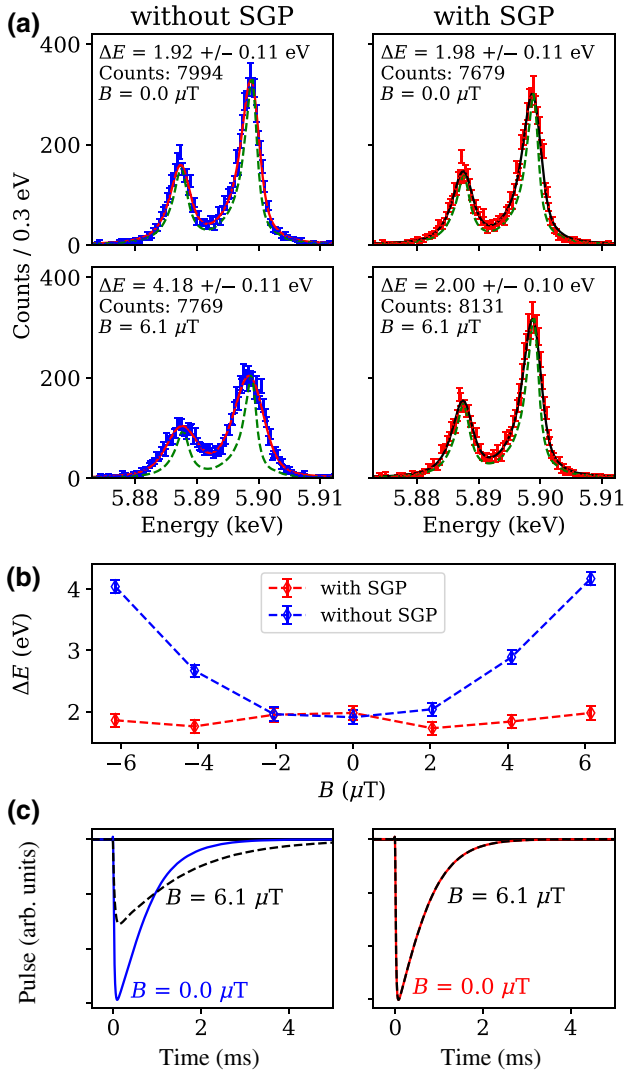 (a)
without SGP
with SGP
ΔE = 1.92 +/− 0.11 eV
Counts: 7994
B = 0.0 μT
ΔE = 1.98 +/− 0.11 eV
Counts: 7679
B = 0.0 μT
400
200
0
Counts / 0.3 eV
ΔE = 4.18 +/− 0.11 eV
Counts: 7769
B = 6.1 μT
ΔE = 2.00 +/− 0.10 eV
Counts: 8131
B = 6.1 μT
400
200
0
5.88 5.89 5.90 5.91
5.88 5.89 5.90 5.91
Energy (keV)
Energy (keV)
(b)
with SGP
without SGP
4
3
2
ΔE (eV)
−6 −4 −2 0 2 4 6
B (μT)
(c)
Pulse (arb. units)
B = 6.1 μT
B = 0.0 μT
B = 6.1 μT
B = 0.0 μT
0 2 4
0 2 4
Time (ms)
Time (ms)